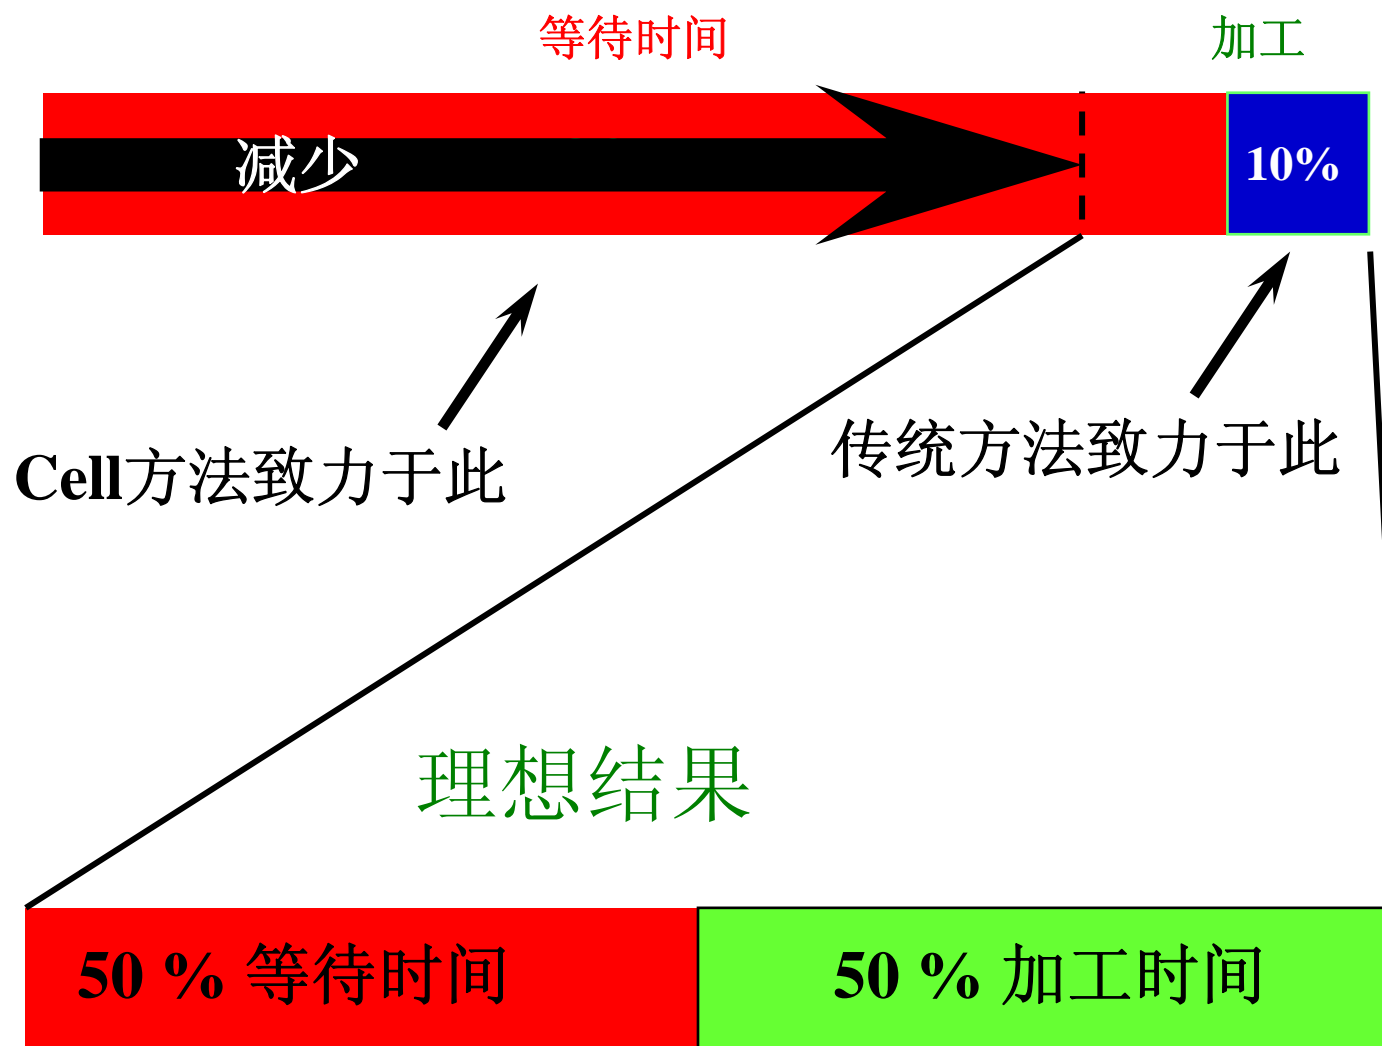 等待时间
加工
减少
10%
Cell方法致力于此
传统方法致力于此
理想结果
50 % 等待时间
50 % 加工时间